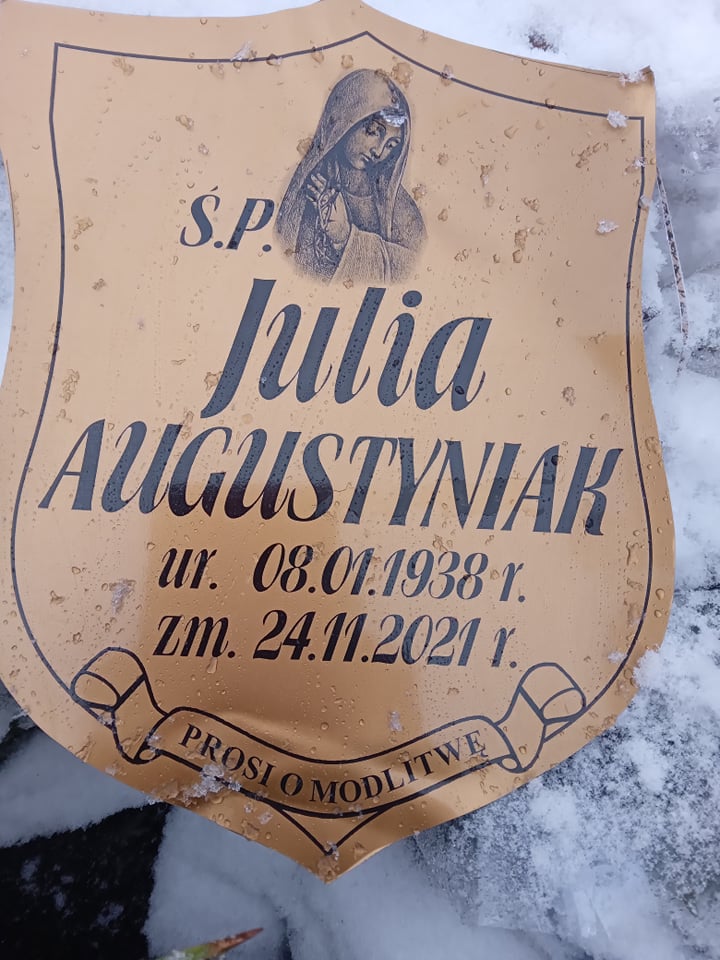 Ś.P.
Julia
AUGUSTYNIAK
ur. 08.01.1938 r.
zm. 24.11.2021 r.
PROSI O MODLITWĘ